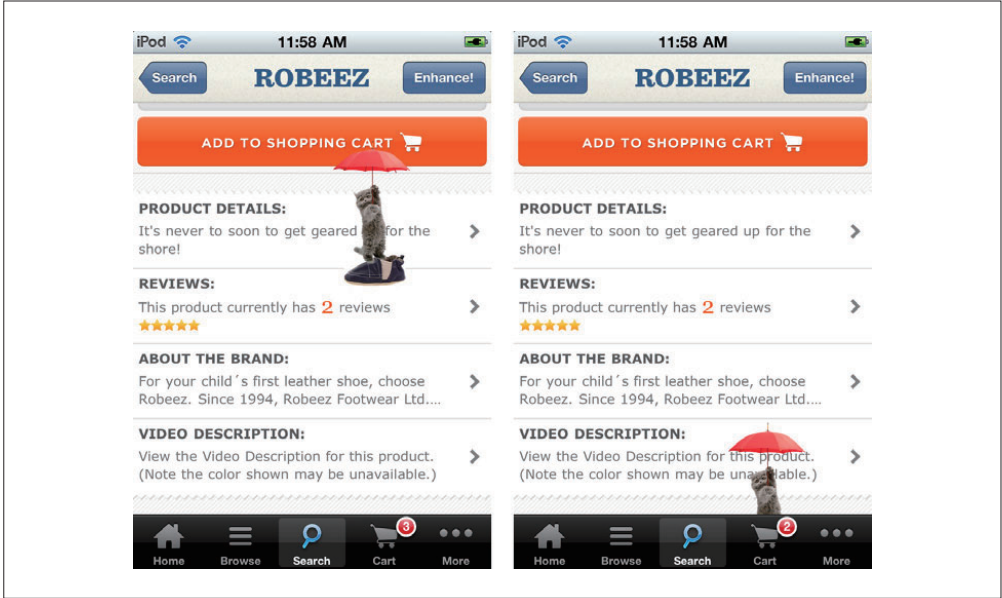 iPod 11:58 AM
Search ROBEEZ Enhance!
ADD TO SHOPPING CART
PRODUCT DETAILS:
It's never to soon to get geared for the
shore!
REVIEWS:
This product currently has 2 reviews
ABOUT THE BRAND:
For your child´s first leather shoe, choose
Robeez. Since 1994, Robeez Footwear Ltd....
VIDEO DESCRIPTION:
View the Video Description for this product.
(Note the color shown may be unavailable.)
3
Home Browse Search Cart More
iPod 11:58 AM
Search ROBEEZ Enhance!
ADD TO SHOPPING CART
PRODUCT DETAILS:
It's never to soon to get geared up for the
shore!
REVIEWS:
This product currently has 2 reviews
ABOUT THE BRAND:
For your child´s first leather shoe, choose
Robeez. Since 1994, Robeez Footwear Ltd....
VIDEO DESCRIPTION:
View the Video Description for this product.
(Note the color shown may be unavailable.)
2
Home Browse Search Cart More